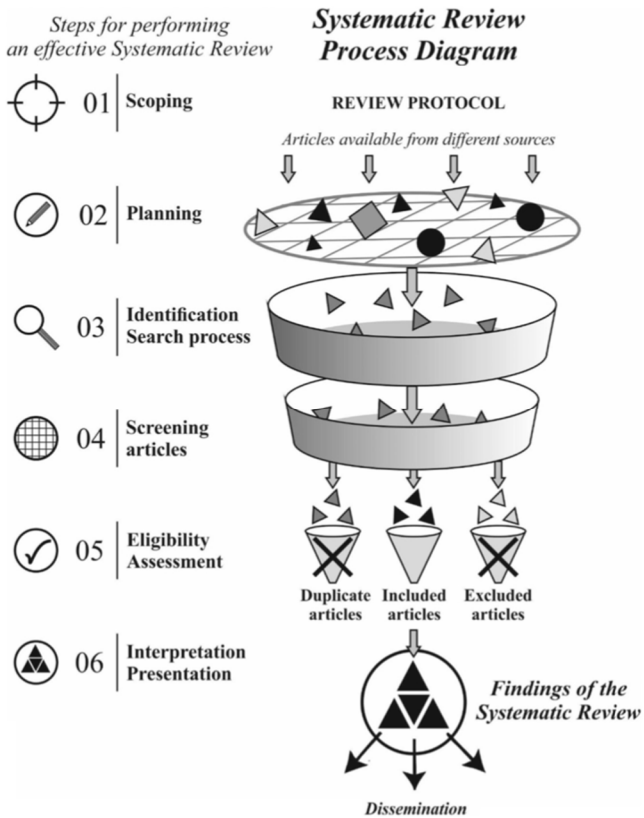 Steps for performing
an effective Systematic Review
01 Scoping
02 Planning
03 Identification
Search process
04 Screening
articles
05 Eligibility
Assessment
06 Interpretation
Presentation
Systematic Review
Process Diagram
REVIEW PROTOCOL
Articles available from different sources
Duplicate articles
Included articles
Excluded articles
Findings of the
Systematic Review
Dissemination